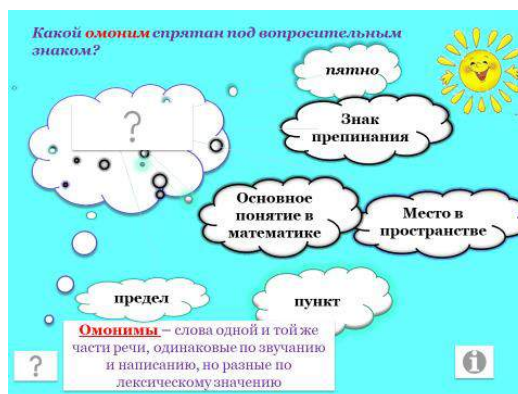 Какой омоним спрятан под вопросительным
знаком?
пятно
?
Знак
препинания
Основное
понятие в
математике
Место в
пространстве
предел
пункт
Омонимы – слова одной и той же
части речи, одинаковые по звучанию
и написанию, но разные по
лексическому значению
?
i